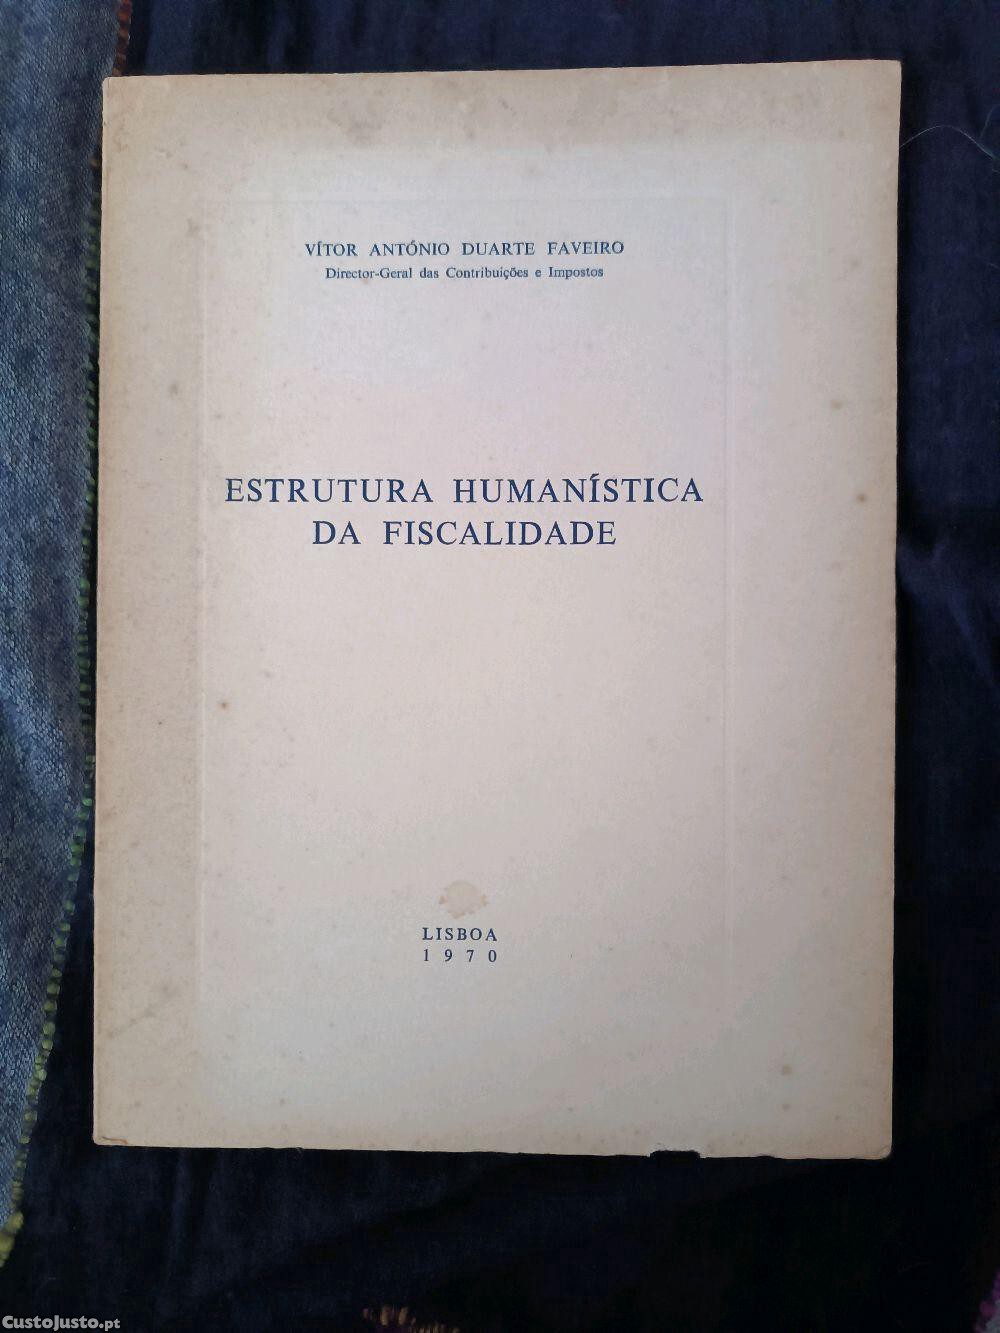 VÍTOR ANTÓNIO DUARTE FAVEIRO
Director-Geral das Contribuições e Impostos
ESTRUTURA HUMANÍSTICA
DA FISCALIDADE
LISBOA
1970
CustoJusto.pt